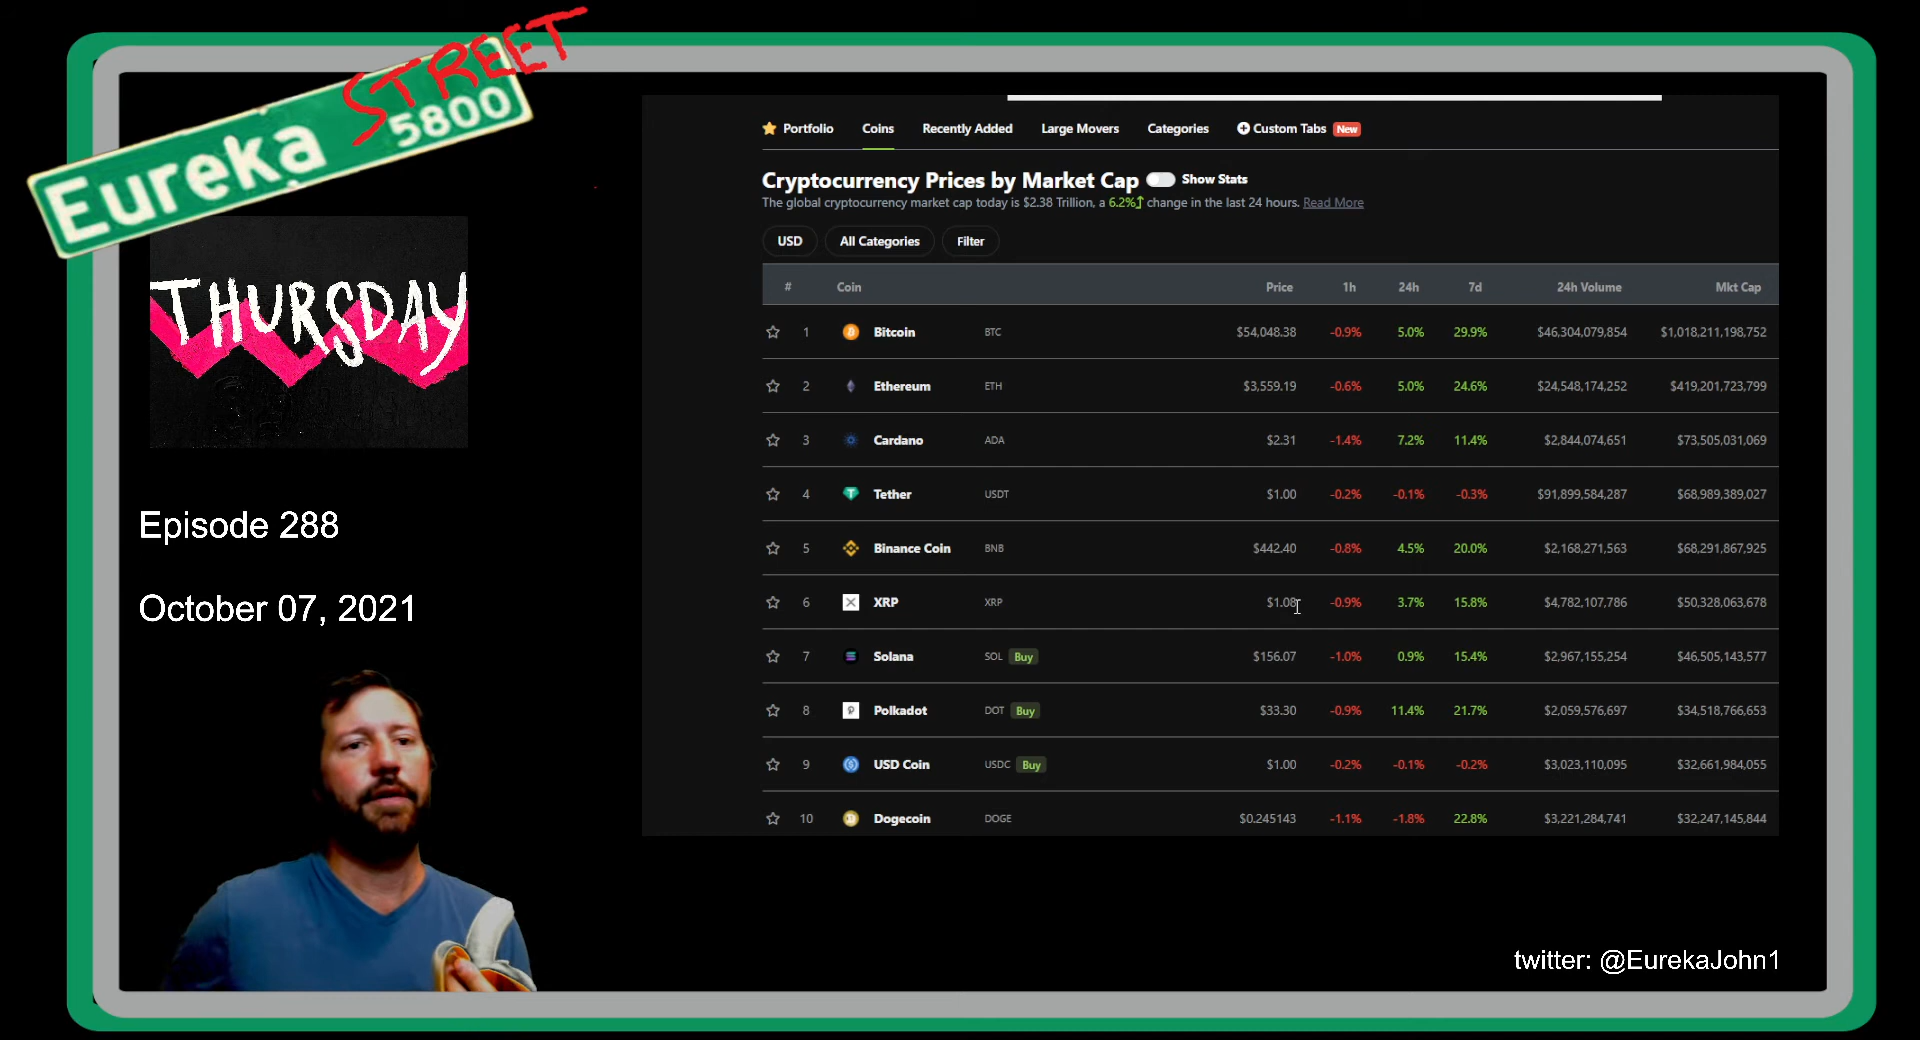 STREET
Eureka 5800
THURSDAY
Episode 288
October 07, 2021
Portfolio Coins Recently Added Large Movers Categories Custom Tabs New
Cryptocurrency Prices by Market Cap Show Stats
The global cryptocurrency market cap today is $2.38 Trillion, a 6.2% change in the last 24 hours. Read More
USD All Categories Filter
# Coin Price 1h 24h 7d 24h Volume Mkt Cap
1 Bitcoin BTC $54,048.38 -0.9% 5.0% 29.9% $46,304,079,854 $1,018,211,198,752
2 Ethereum ETH $3,559.19 -0.6% 5.0% 24.6% $24,548,174,252 $419,201,723,799
3 Cardano ADA $2.31 -1.4% 7.2% 11.4% $2,844,074,651 $73,505,031,069
4 Tether USDT $1.00 -0.2% -0.1% -0.3% $91,899,584,287 $68,989,389,027
5 Binance Coin BNB $442.40 -0.8% 4.5% 20.0% $2,168,271,563 $68,291,867,925
6 XRP XRP $1.08 -0.9% 3.7% 15.8% $4,782,107,786 $50,328,063,678
7 Solana SOL Buy $156.07 -1.0% 0.9% 15.4% $2,967,155,254 $46,505,143,577
8 Polkadot DOT Buy $33.30 -0.9% 11.4% 21.7% $2,059,576,697 $34,518,766,653
9 USD Coin USDC Buy $1.00 -0.2% -0.1% -0.2% $3,023,110,095 $32,661,984,055
10 Dogecoin DOGE $0.245143 -1.1% -1.8% 22.8% $3,221,284,741 $32,247,145,844
twitter: @EurekaJohn1